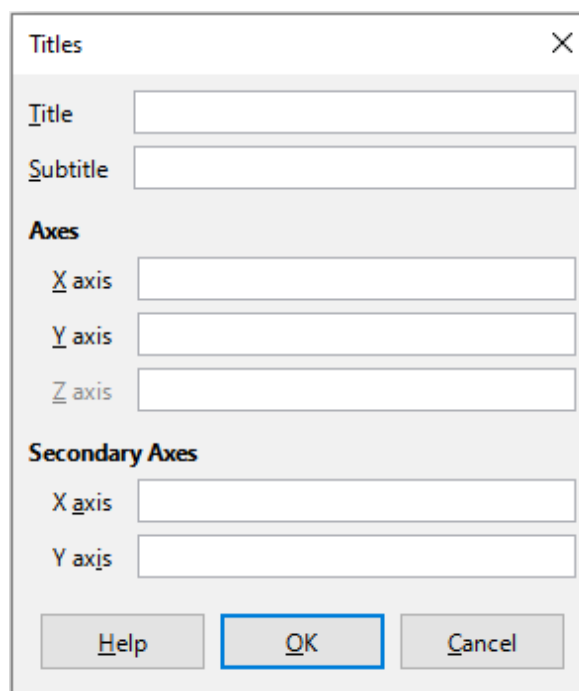 Titles
Title
Subtitle
Axes
X axis
Y axis
Z axis
Secondary Axes
X axis
Y axis
Help OK Cancel